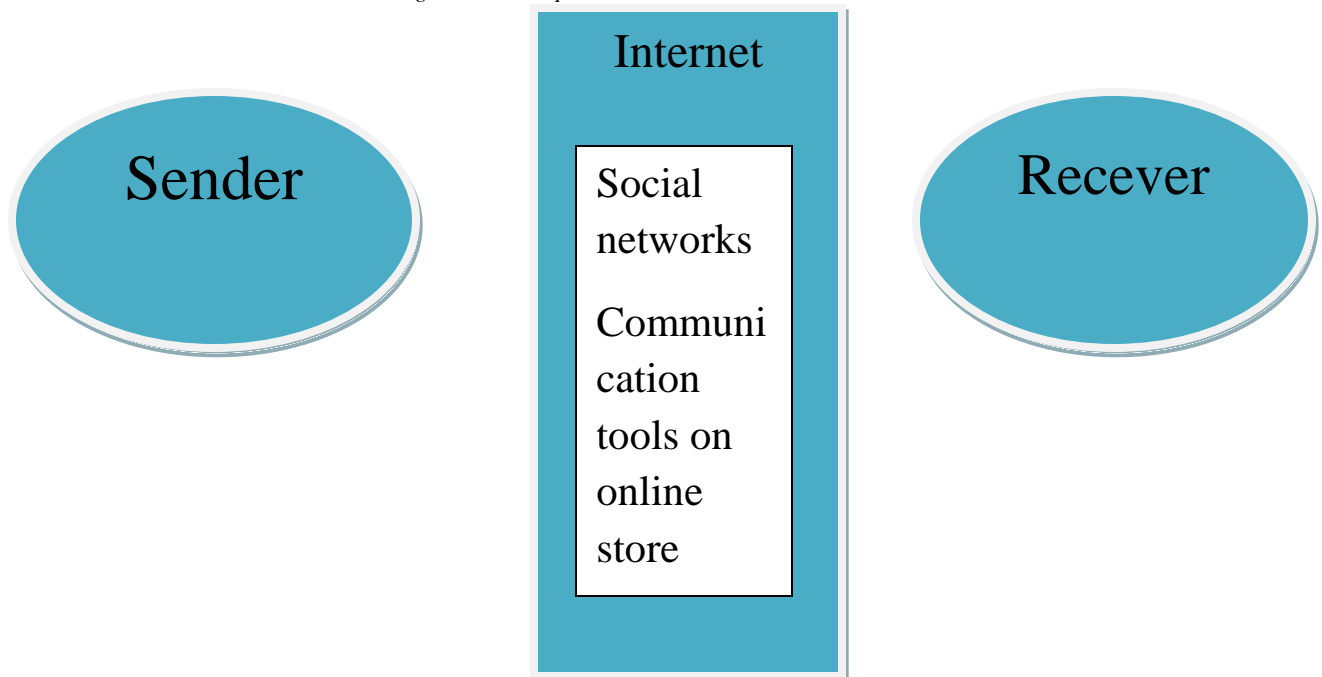 Internet
Sender
Social
networks
Communi
cation
tools on
online
store
Recever